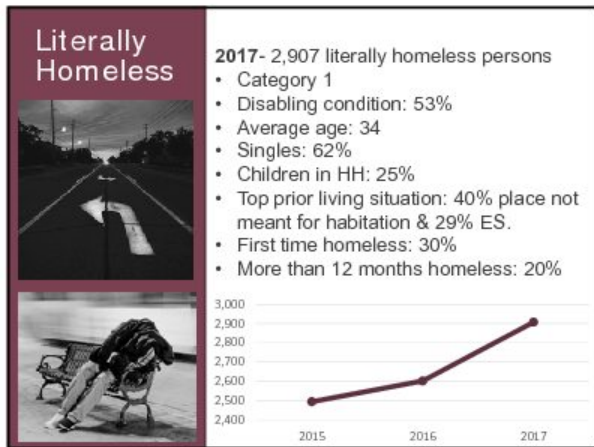 Literally
Homeless
2017- 2,907 literally homeless persons
• Category 1
• Disabling condition: 53%
• Average age: 34
• Singles: 62%
• Children in HH: 25%
• Top prior living situation: 40% place not
meant for habitation & 29% ES.
• First time homeless: 30%
• More than 12 months homeless: 20%
3,000
2,900
2,800
2,700
2,600
2,500
2,400
2015 2016 2017